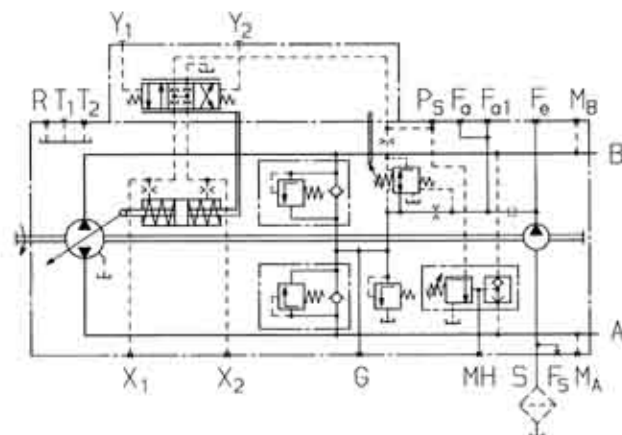 Y1 Y2
R T1 T2 PS Fa Fa1 Fe MB
B
A
X1 X2 G MH S FS MA